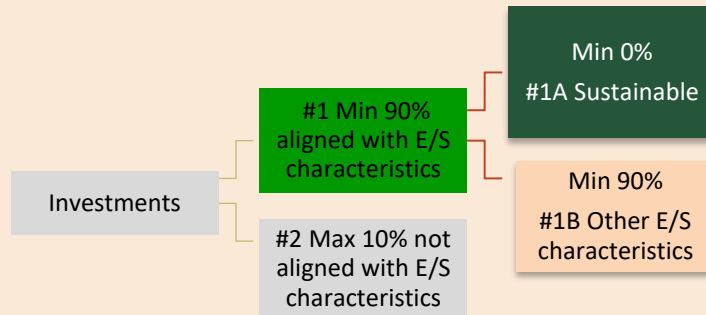 Investments
#1 Min 90%
aligned with E/S
characteristics
#2 Max 10% not
aligned with E/S
characteristics
Min 0%
#1A Sustainable
Min 90%
#1B Other E/S
characteristics